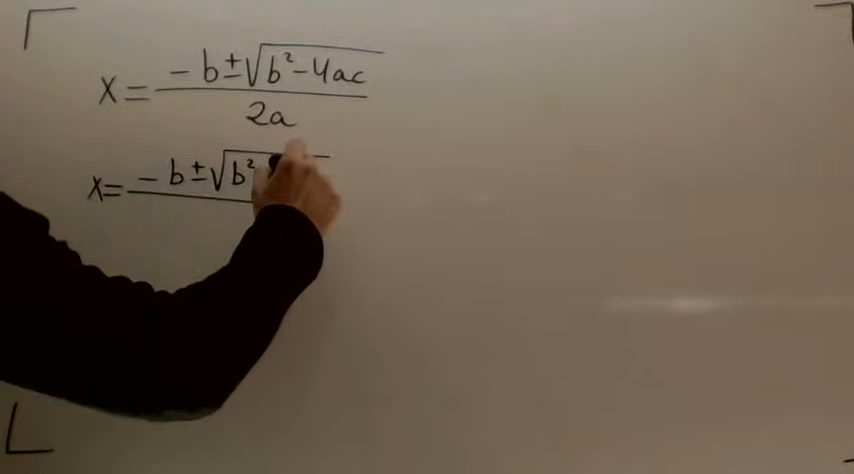 x = (-b ± √(b² - 4ac)) / 2a
x = -b ± √b²